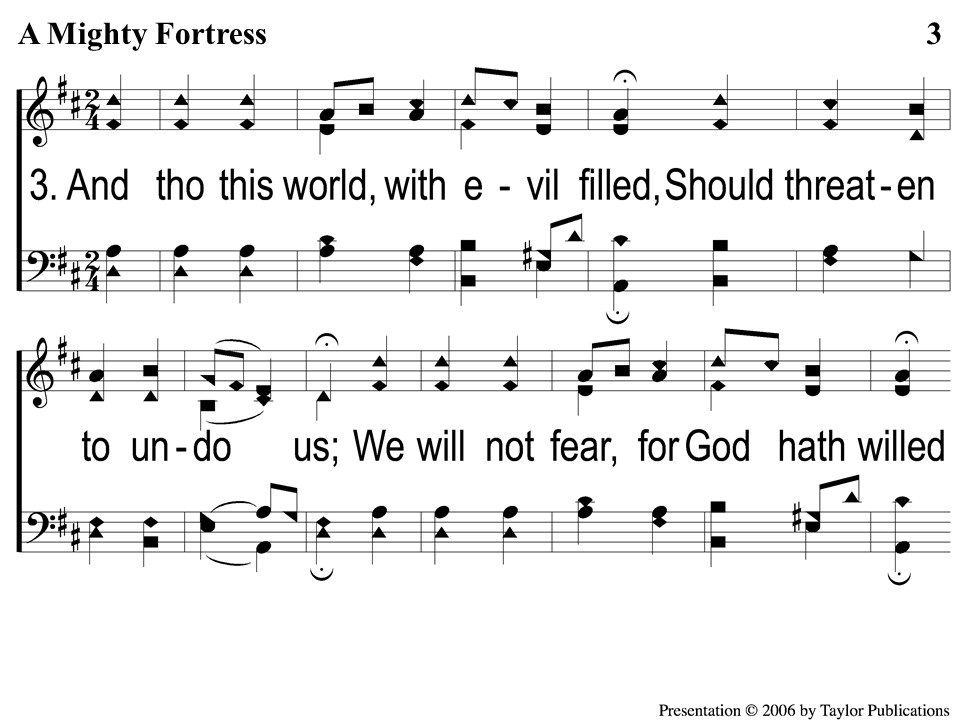 A Mighty Fortress 3
3. And tho this world, with e - vil filled, Should threat - en
to un - do us; We will not fear, for God hath willed
Presentation © 2006 by Taylor Publications